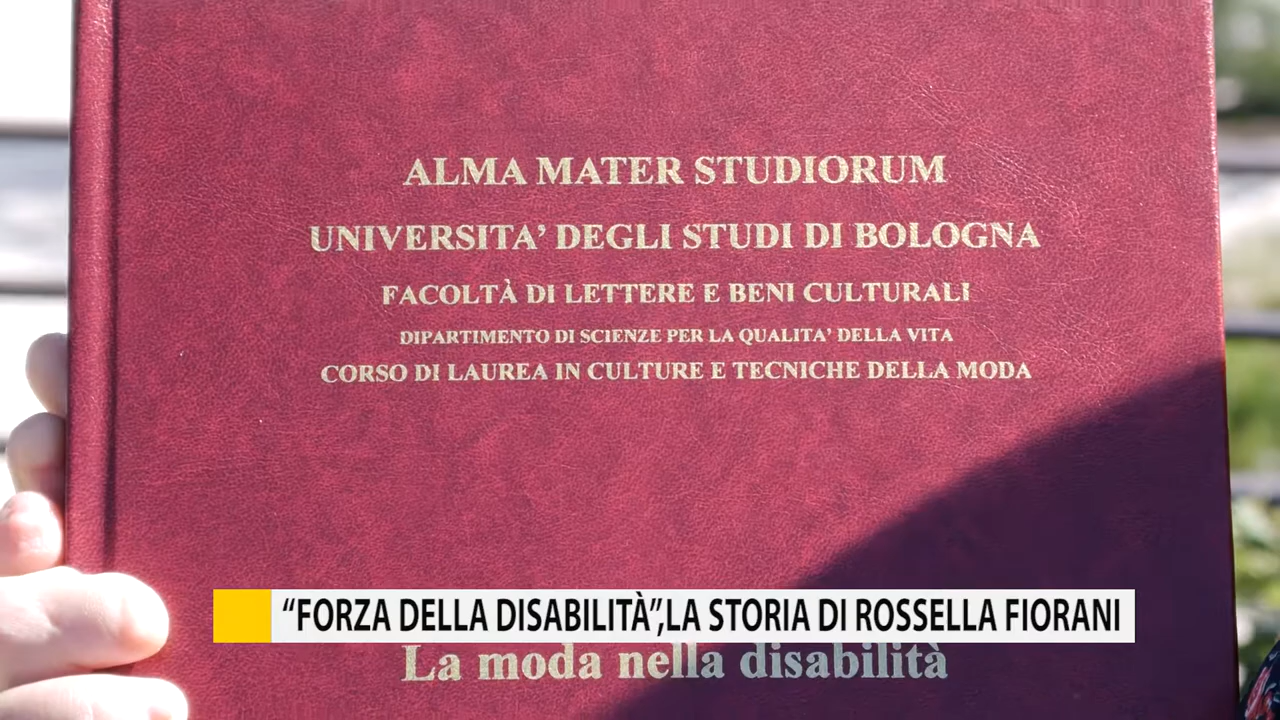 ALMA MATER STUDIORUM
UNIVERSITA’ DEGLI STUDI DI BOLOGNA
FACOLTÀ DI LETTERE E BENI CULTURALI
DIPARTIMENTO DI SCIENZE PER LA QUALITA’ DELLA VITA
CORSO DI LAUREA IN CULTURE E TECNICHE DELLA MODA
“FORZA DELLA DISABILITÀ”,LA STORIA DI ROSSELLA FIORANI
La moda nella disabilità